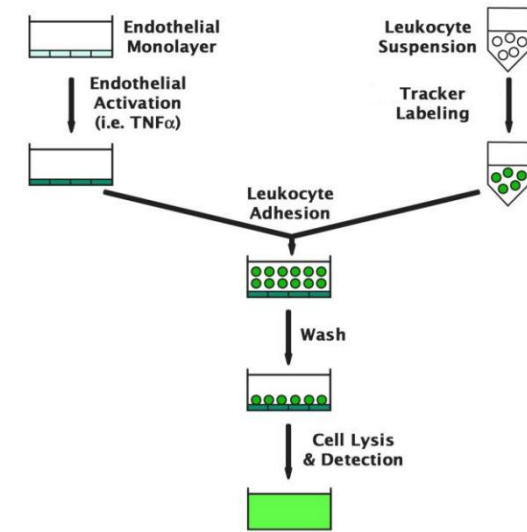 Endothelial
Monolayer
Leukocyte
Suspension
Endothelial
Activation
(i.e. TNFα)
Tracker
Labeling
Leukocyte
Adhesion
Wash
Cell Lysis
& Detection